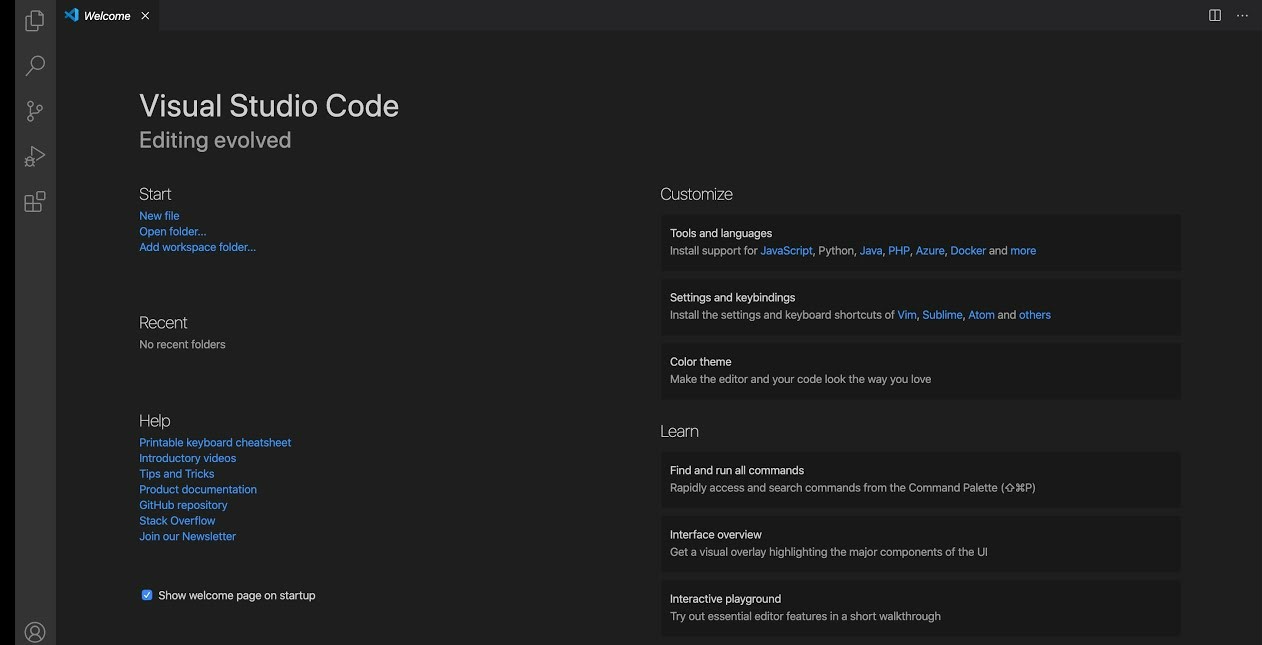 Welcome
Visual Studio Code
Editing evolved
Start
New file
Open folder...
Add workspace folder...
Recent
No recent folders
Help
Printable keyboard cheatsheet
Introductory videos
Tips and Tricks
Product documentation
GitHub repository
Stack Overflow
Join our Newsletter
Show welcome page on startup
Customize
Tools and languages
Install support for JavaScript, Python, Java, PHP, Azure, Docker and more
Settings and keybindings
Install the settings and keyboard shortcuts of Vim, Sublime, Atom and others
Color theme
Make the editor and your code look the way you love
Learn
Find and run all commands
Rapidly access and search commands from the Command Palette (⇧⌘P)
Interface overview
Get a visual overlay highlighting the major components of the UI
Interactive playground
Try out essential editor features in a short walkthrough